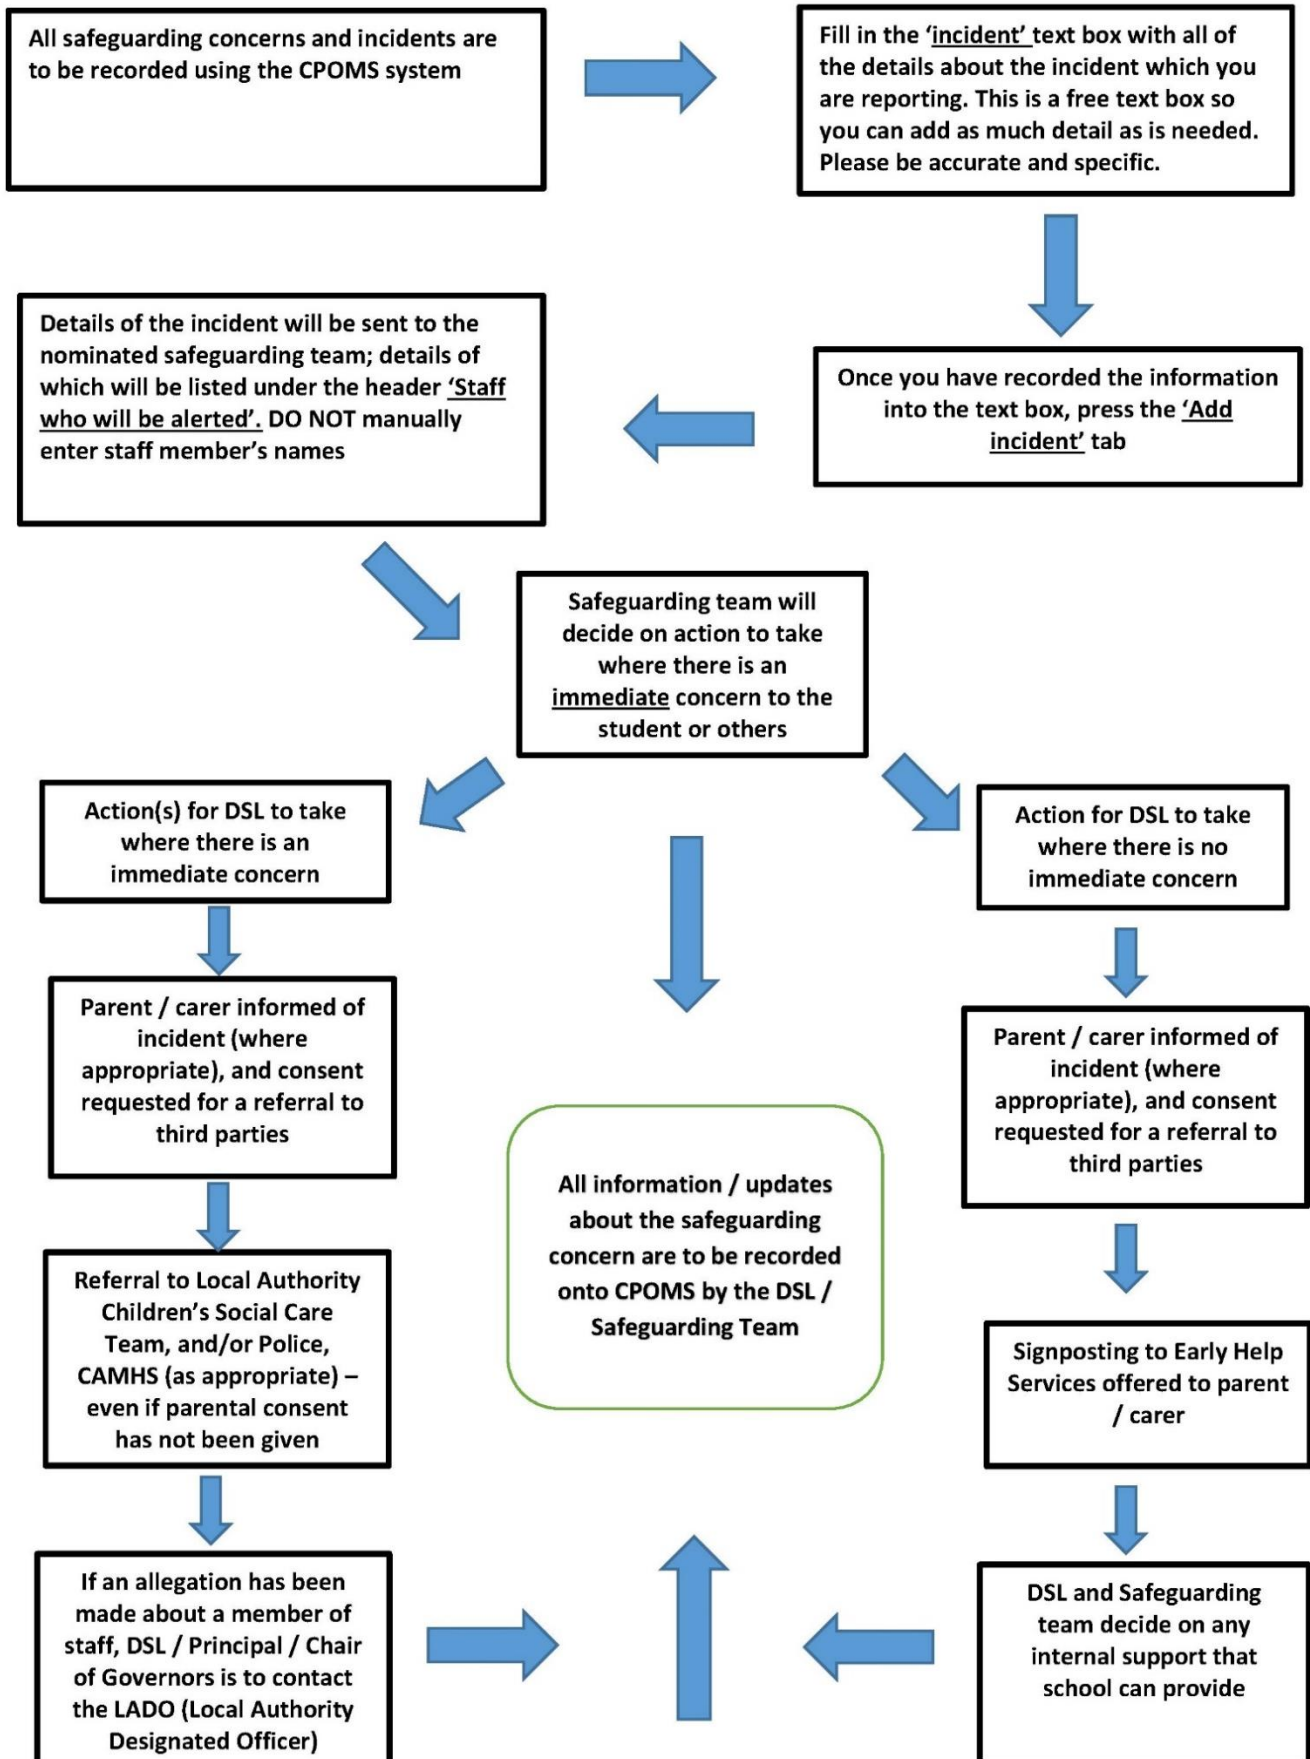 All safeguarding concerns and incidents are
to be recorded using the CPOMS system
Fill in the ‘incident’ text box with all of
the details about the incident which you
are reporting. This is a free text box so
you can add as much detail as is needed.
Please be accurate and specific.
Once you have recorded the information
into the text box, press the ‘Add
incident’ tab
Details of the incident will be sent to the
nominated safeguarding team; details of
which will be listed under the header ‘Staff
who will be alerted’. DO NOT manually
enter staff member’s names
Safeguarding team will
decide on action to take
where there is an
immediate concern to the
student or others
Action(s) for DSL to take
where there is an
immediate concern
Parent / carer informed of
incident (where
appropriate), and consent
requested for a referral to
third parties
Referral to Local Authority
Children’s Social Care
Team, and/or Police,
CAMHS (as appropriate) –
even if parental consent
has not been given
If an allegation has been
made about a member of
staff, DSL / Principal / Chair
of Governors is to contact
the LADO (Local Authority
Designated Officer)
All information / updates
about the safeguarding
concern are to be recorded
onto CPOMS by the DSL /
Safeguarding Team
Action for DSL to take
where there is no
immediate concern
Parent / carer informed of
incident (where
appropriate), and consent
requested for a referral to
third parties
Signposting to Early Help
Services offered to parent
/ carer
DSL and Safeguarding
team decide on any
internal support that
school can provide